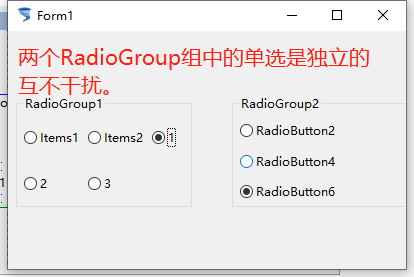 Form1
两个RadioGroup组中的单选是独立的
互不干扰。
RadioGroup1
RadioGroup2
Items1 Items2 1
RadioButton2
RadioButton4
2 3
RadioButton6